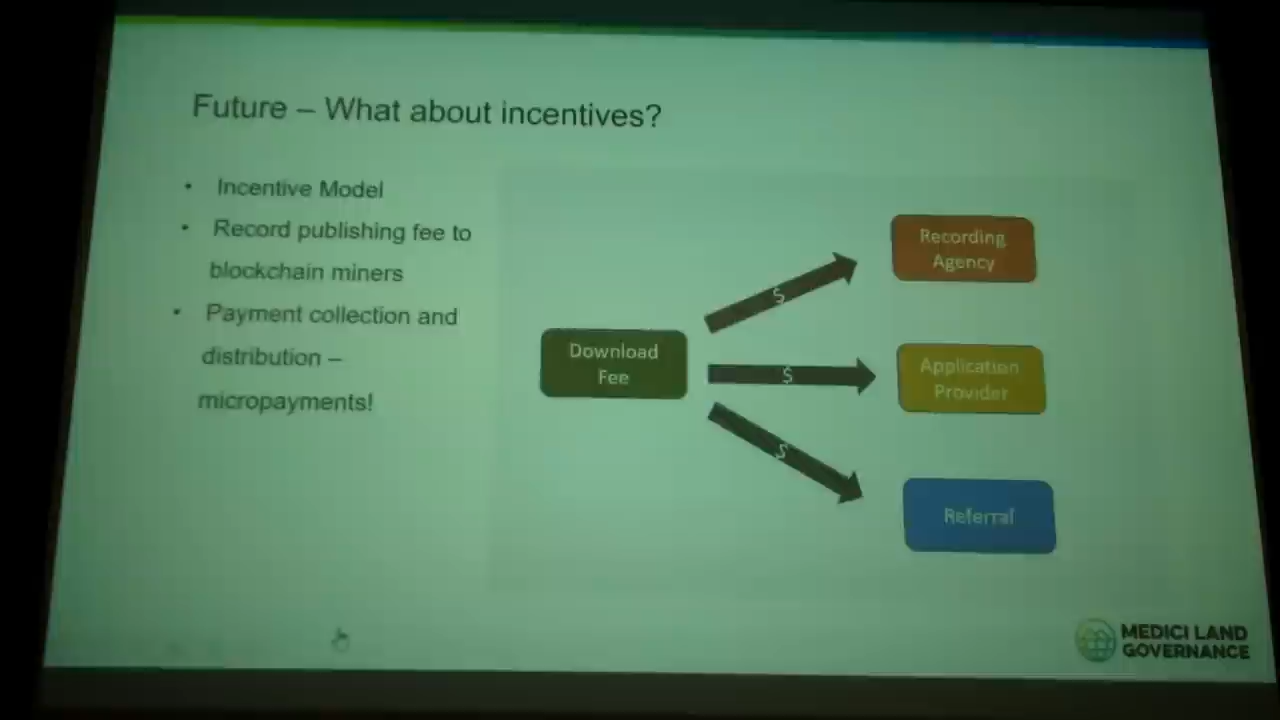 Future – What about incentives?
• Incentive Model
• Record publishing fee to
blockchain miners
• Payment collection and
distribution –
micropayments!
Download
Fee
$
$
$
Recording
Agency
Application
Provider
Referral
MEDICI LAND
GOVERNANCE